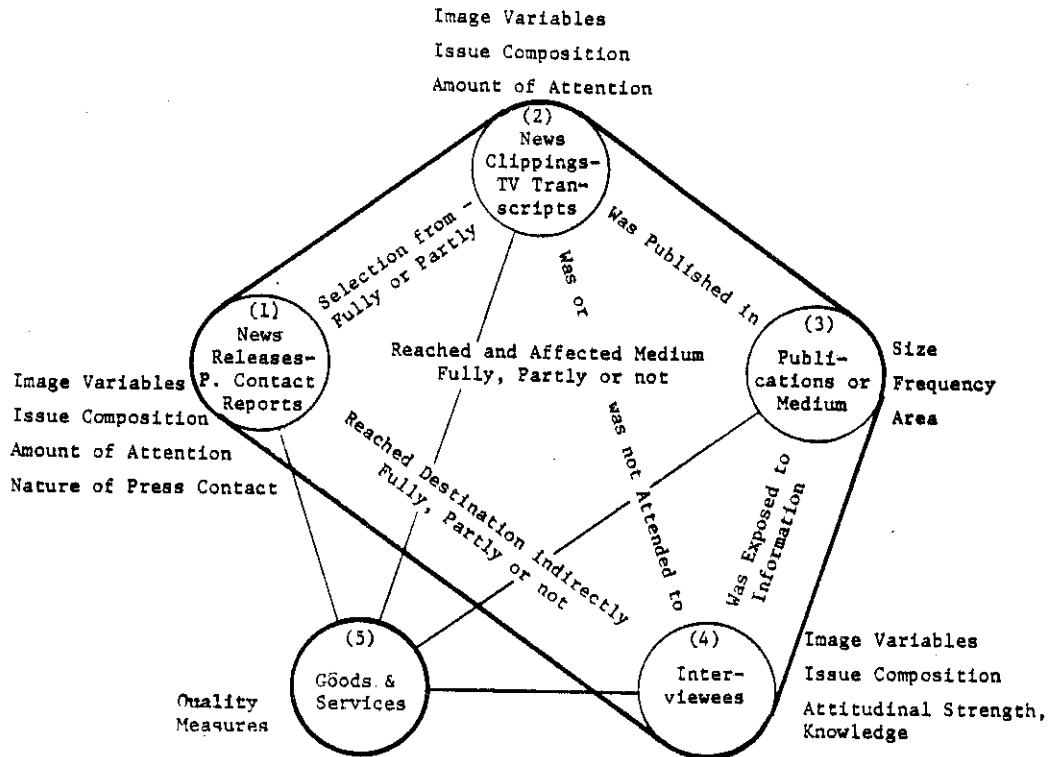 Image Variables
Issue Composition
Amount of Attention
(2)
News
Clippings-
TV Tran-
scripts
Selection from -
Fully or Partly
Was Published in
Was or
was not Attended to
(1)
News
Releases-
P. Contact
Reports
(3)
Publi-
cations or
Medium
Size
Frequency
Area
Reached and Affected Medium
Fully, Partly or not
Image Variables
Issue Composition
Amount of Attention
Nature of Press Contact
Reached Destination indirectly
Fully, Partly or not
Was Exposed to
Information
(5)
Goods &
Services
Quality
Measures
(4)
Inter-
viewees
Image Variables
Issue Composition
Attitudinal Strength,
Knowledge